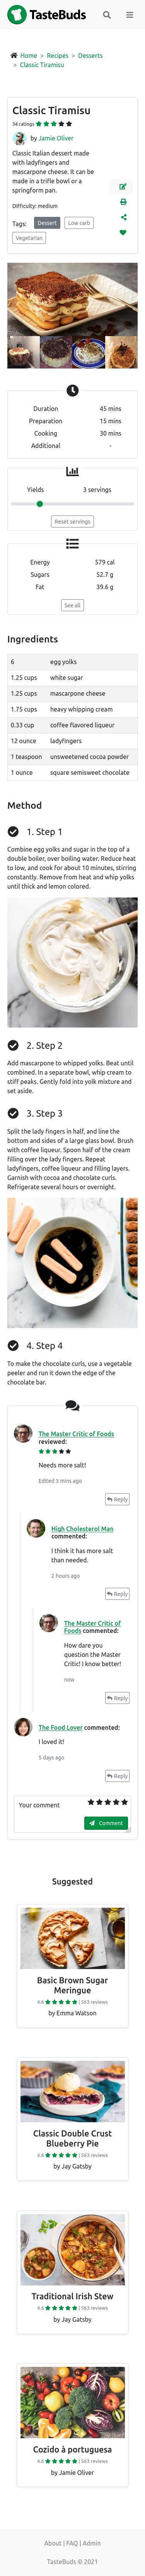 TasteBuds
Home > Recipes > Desserts
> Classic Tiramisu
Classic Tiramisu
34 ratings
by Jamie Oliver
Classic Italian dessert made
with ladyfingers and
mascarpone cheese. It can be
made in a trifle bowl or a
springform pan.
Difficulty: medium
Tags: Dessert Low carb
Vegetarian
Duration 45 mins
Preparation 15 mins
Cooking 30 mins
Additional -
Yields 3 servings
Reset servings
Energy 579 cal
Sugars 52.7 g
Fat 39.6 g
See all
Ingredients
6 egg yolks
1.25 cups white sugar
1.25 cups mascarpone cheese
1.75 cups heavy whipping cream
0.33 cup coffee flavored liqueur
12 ounce ladyfingers
1 teaspoon unsweetened cocoa powder
1 ounce square semisweet chocolate
Method
1. Step 1
Combine egg yolks and sugar in the top of a
double boiler, over boiling water. Reduce heat
to low, and cook for about 10 minutes, stirring
constantly. Remove from heat and whip yolks
until thick and lemon colored.
2. Step 2
Add mascarpone to whipped yolks. Beat until
combined. In a separate bowl, whip cream to
stiff peaks. Gently fold into yolk mixture and
set aside.
3. Step 3
Split the lady fingers in half, and line the
bottom and sides of a large glass bowl. Brush
with coffee liqueur. Spoon half of the cream
filling over the lady fingers. Repeat
ladyfingers, coffee liqueur and filling layers.
Garnish with cocoa and chocolate curls.
Refrigerate several hours or overnight.
4. Step 4
To make the chocolate curls, use a vegetable
peeler and run it down the edge of the
chocolate bar.
The Master Critic of Foods
reviewed:
Needs more salt!
Edited 3 mins ago
Reply
High Cholesterol Man
commented:
I think it has more salt
than needed.
2 hours ago
Reply
The Master Critic of
Foods commented:
How dare you
question the Master
Critic! I know better!
now
Reply
The Food Lover commented:
I loved it!
5 days ago
Reply
Your comment
Comment
Suggested
Basic Brown Sugar
Meringue
4.6 | 563 reviews
by Emma Watson
Classic Double Crust
Blueberry Pie
4.6 | 563 reviews
by Jay Gatsby
Traditional Irish Stew
4.6 | 563 reviews
by Jay Gatsby
Cozido à portuguesa
4.6 | 563 reviews
by Jamie Oliver
About | FAQ | Admin
TasteBuds © 2021